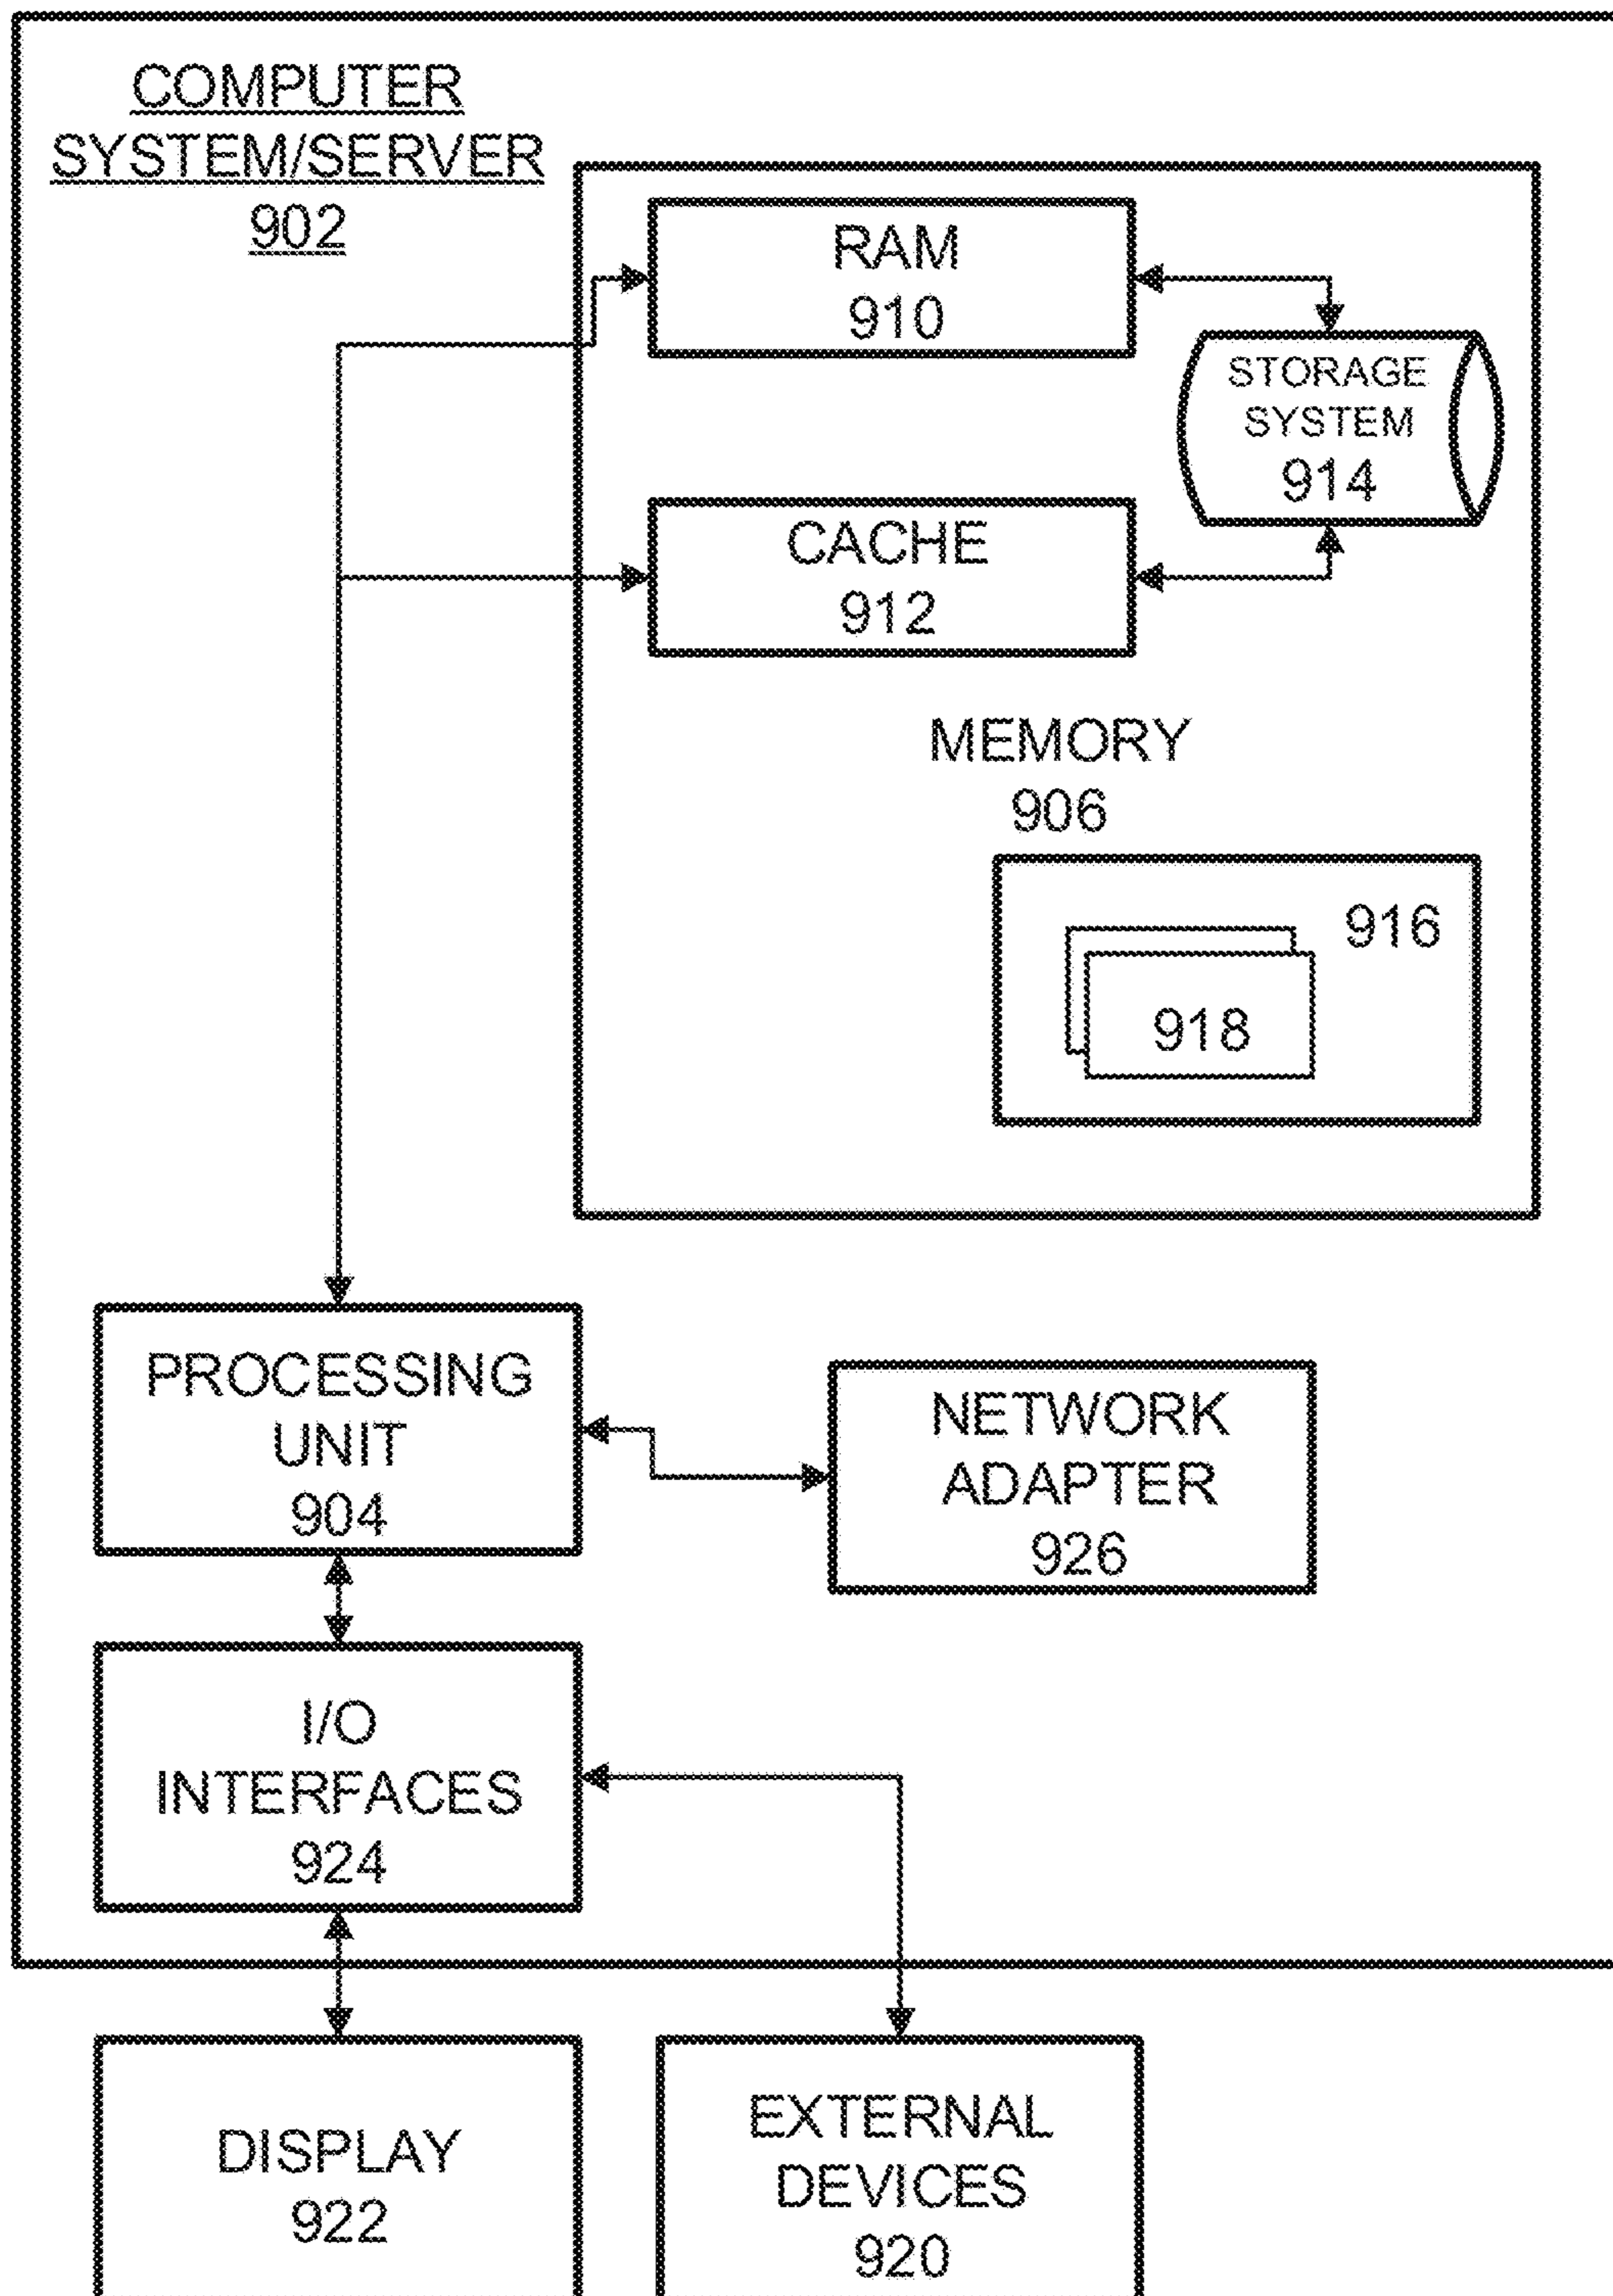 COMPUTER
SYSTEM/SERVER
902
RAM
910
STORAGE
SYSTEM
914
CACHE
912
MEMORY
906
916
918
PROCESSING
UNIT
904
NETWORK
ADAPTER
926
I/O
INTERFACES
924
DISPLAY
922
EXTERNAL
DEVICES
920